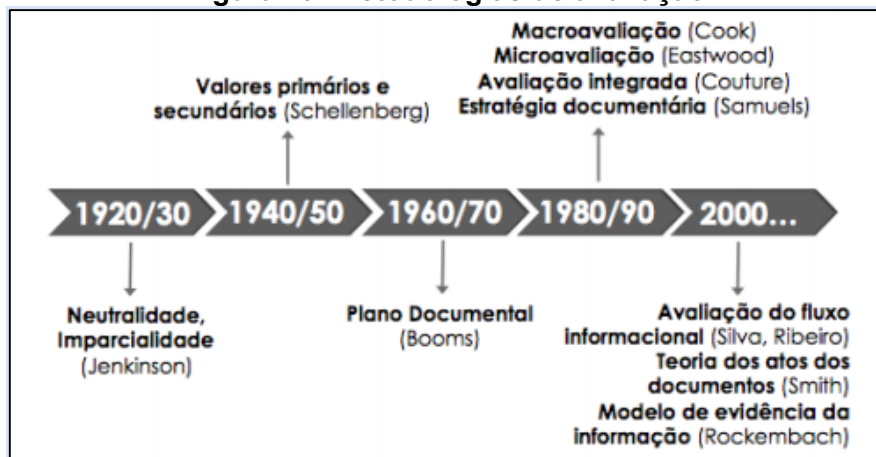 Macroavaliação (Cook)
Microavaliação (Eastwood)
Avaliação integrada (Couture)
Estratégia documentária (Samuels)
Valores primários e
secundários (Schellenberg)
1920/30
1940/50
1960/70
1980/90
2000...
Neutralidade,
Imparcialidade
(Jenkinson)
Plano Documental
(Booms)
Avaliação do fluxo
informacional (Silva, Ribeiro)
Teoria dos atos dos
documentos (Smith)
Modelo de evidência da
informação (Rockembach)